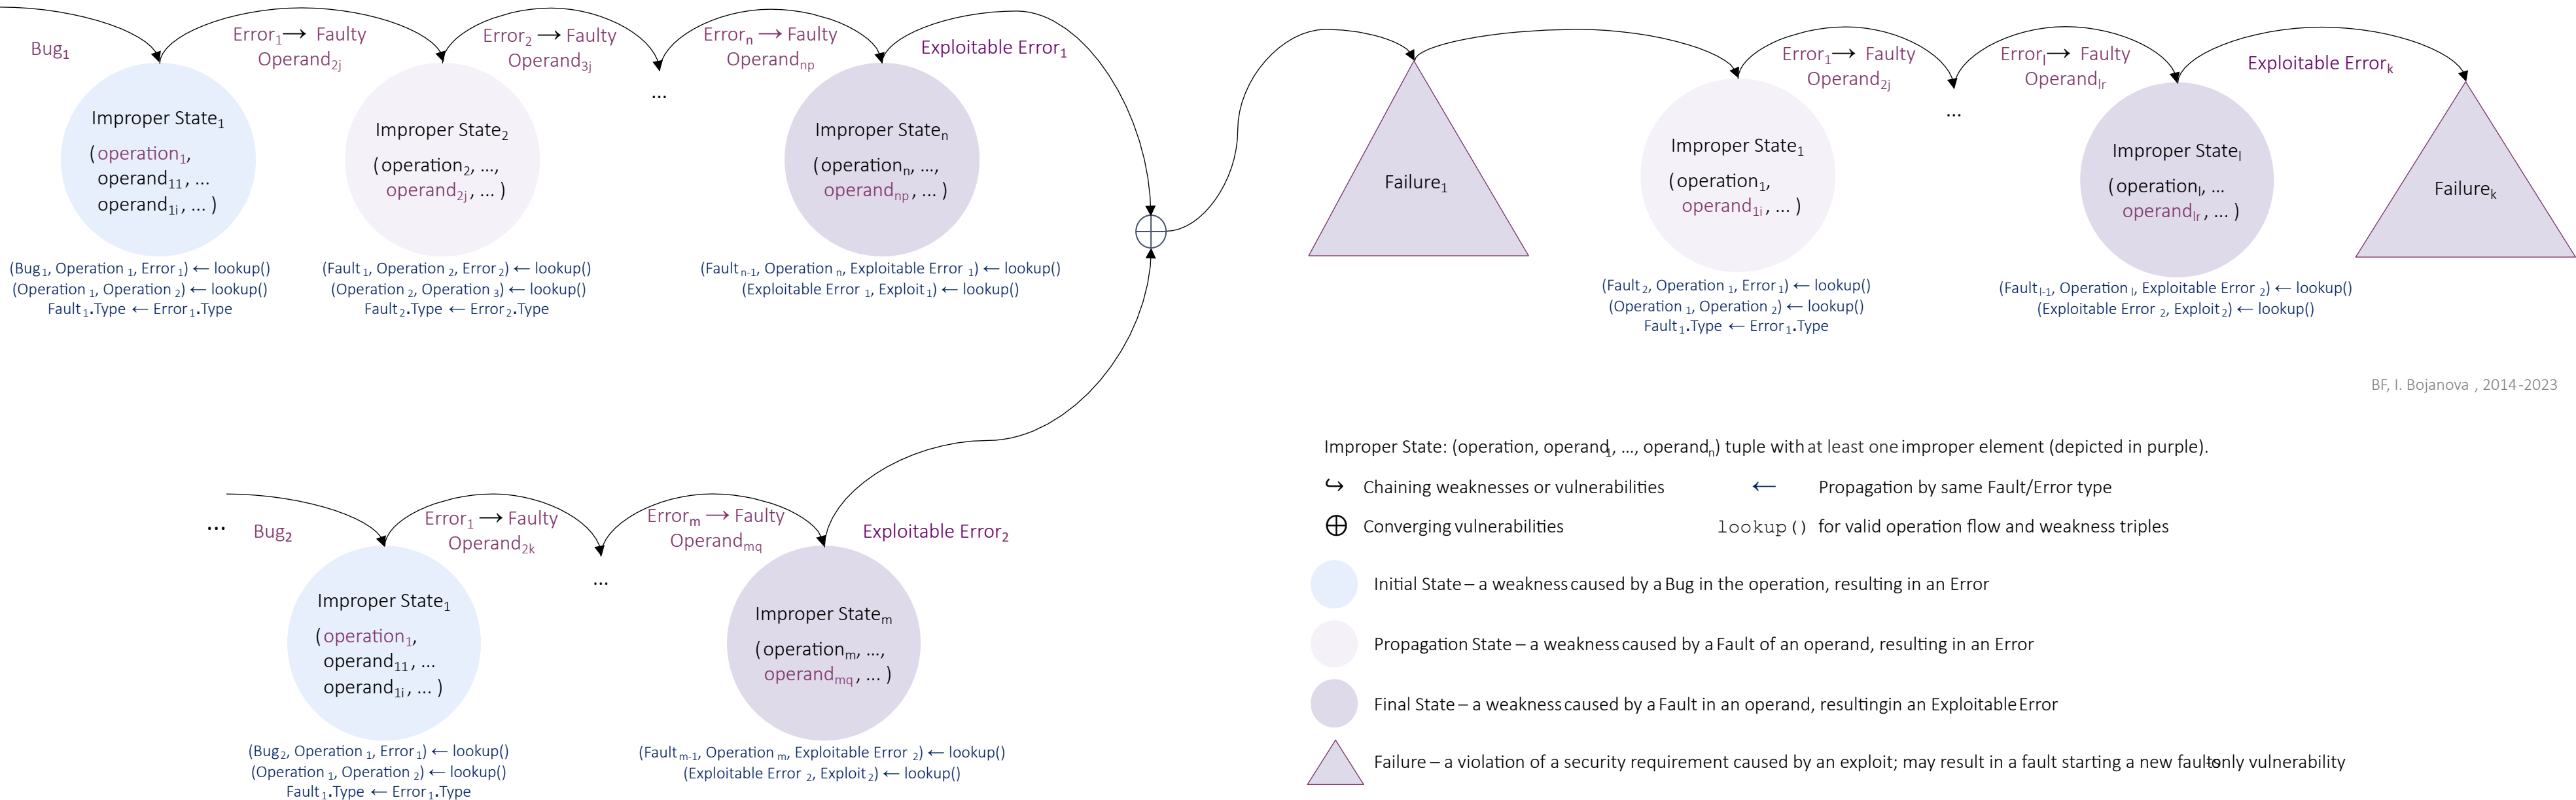 Bug1
Error1→ Faulty
Operand2j
Error2 → Faulty
Operand3j
...
Errorn → Faulty
Operandnp
Exploitable Error1
Improper State1
(operation1,
operand11, ...
operand1i, ... )
(Bug1, Operation 1, Error1) ← lookup()
(Operation 1, Operation 2) ← lookup()
Fault1.Type ← Error1.Type
Improper State2
(operation2, ...,
operand2j, ... )
(Fault1, Operation 2, Error2) ← lookup()
(Operation 2, Operation 3) ← lookup()
Fault2.Type ← Error2.Type
Improper Staten
(operationn, ...,
operandnp, ... )
(Faultn-1, Operation n, Exploitable Error 1) ← lookup()
(Exploitable Error 1, Exploit1) ← lookup()
Failure1
Error1→ Faulty
Operand2j
...
Errorl→ Faulty
Operandlr
Exploitable Errork
Improper State1
(operation1,
operand1i, ... )
(Fault2, Operation 1, Error1) ← lookup()
(Operation 1, Operation 2) ← lookup()
Fault1.Type ← Error1.Type
Improper Statel
(operationl, ...
operandlr, ... )
(Faultl-1, Operation l, Exploitable Error 2) ← lookup()
(Exploitable Error 2, Exploit2) ← lookup()
Failurek
BF, I. Bojanova , 2014-2023
...
Bug2
Error1 → Faulty
Operand2k
...
Errorm → Faulty
Operandmq
Exploitable Error2
Improper State1
(operation1,
operand11, ...
operand1i, ... )
(Bug2, Operation 1, Error1) ← lookup()
(Operation 1, Operation 2) ← lookup()
Fault1.Type ← Error1.Type
Improper Statem
(operationm, ...,
operandmq, ... )
(Faultm-1, Operation m, Exploitable Error 2) ← lookup()
(Exploitable Error 2, Exploit2) ← lookup()
Improper State: (operation, operand1, ..., operandn) tuple with at least one improper element (depicted in purple).
↪ Chaining weaknesses or vulnerabilities ← Propagation by same Fault/Error type
⊕ Converging vulnerabilities lookup() for valid operation flow and weakness triples
Initial State – a weakness caused by a Bug in the operation, resulting in an Error
Propagation State – a weakness caused by a Fault of an operand, resulting in an Error
Final State – a weakness caused by a Fault in an operand, resulting in an Exploitable Error
Failure – a violation of a security requirement caused by an exploit; may result in a fault starting a new faults-only vulnerability